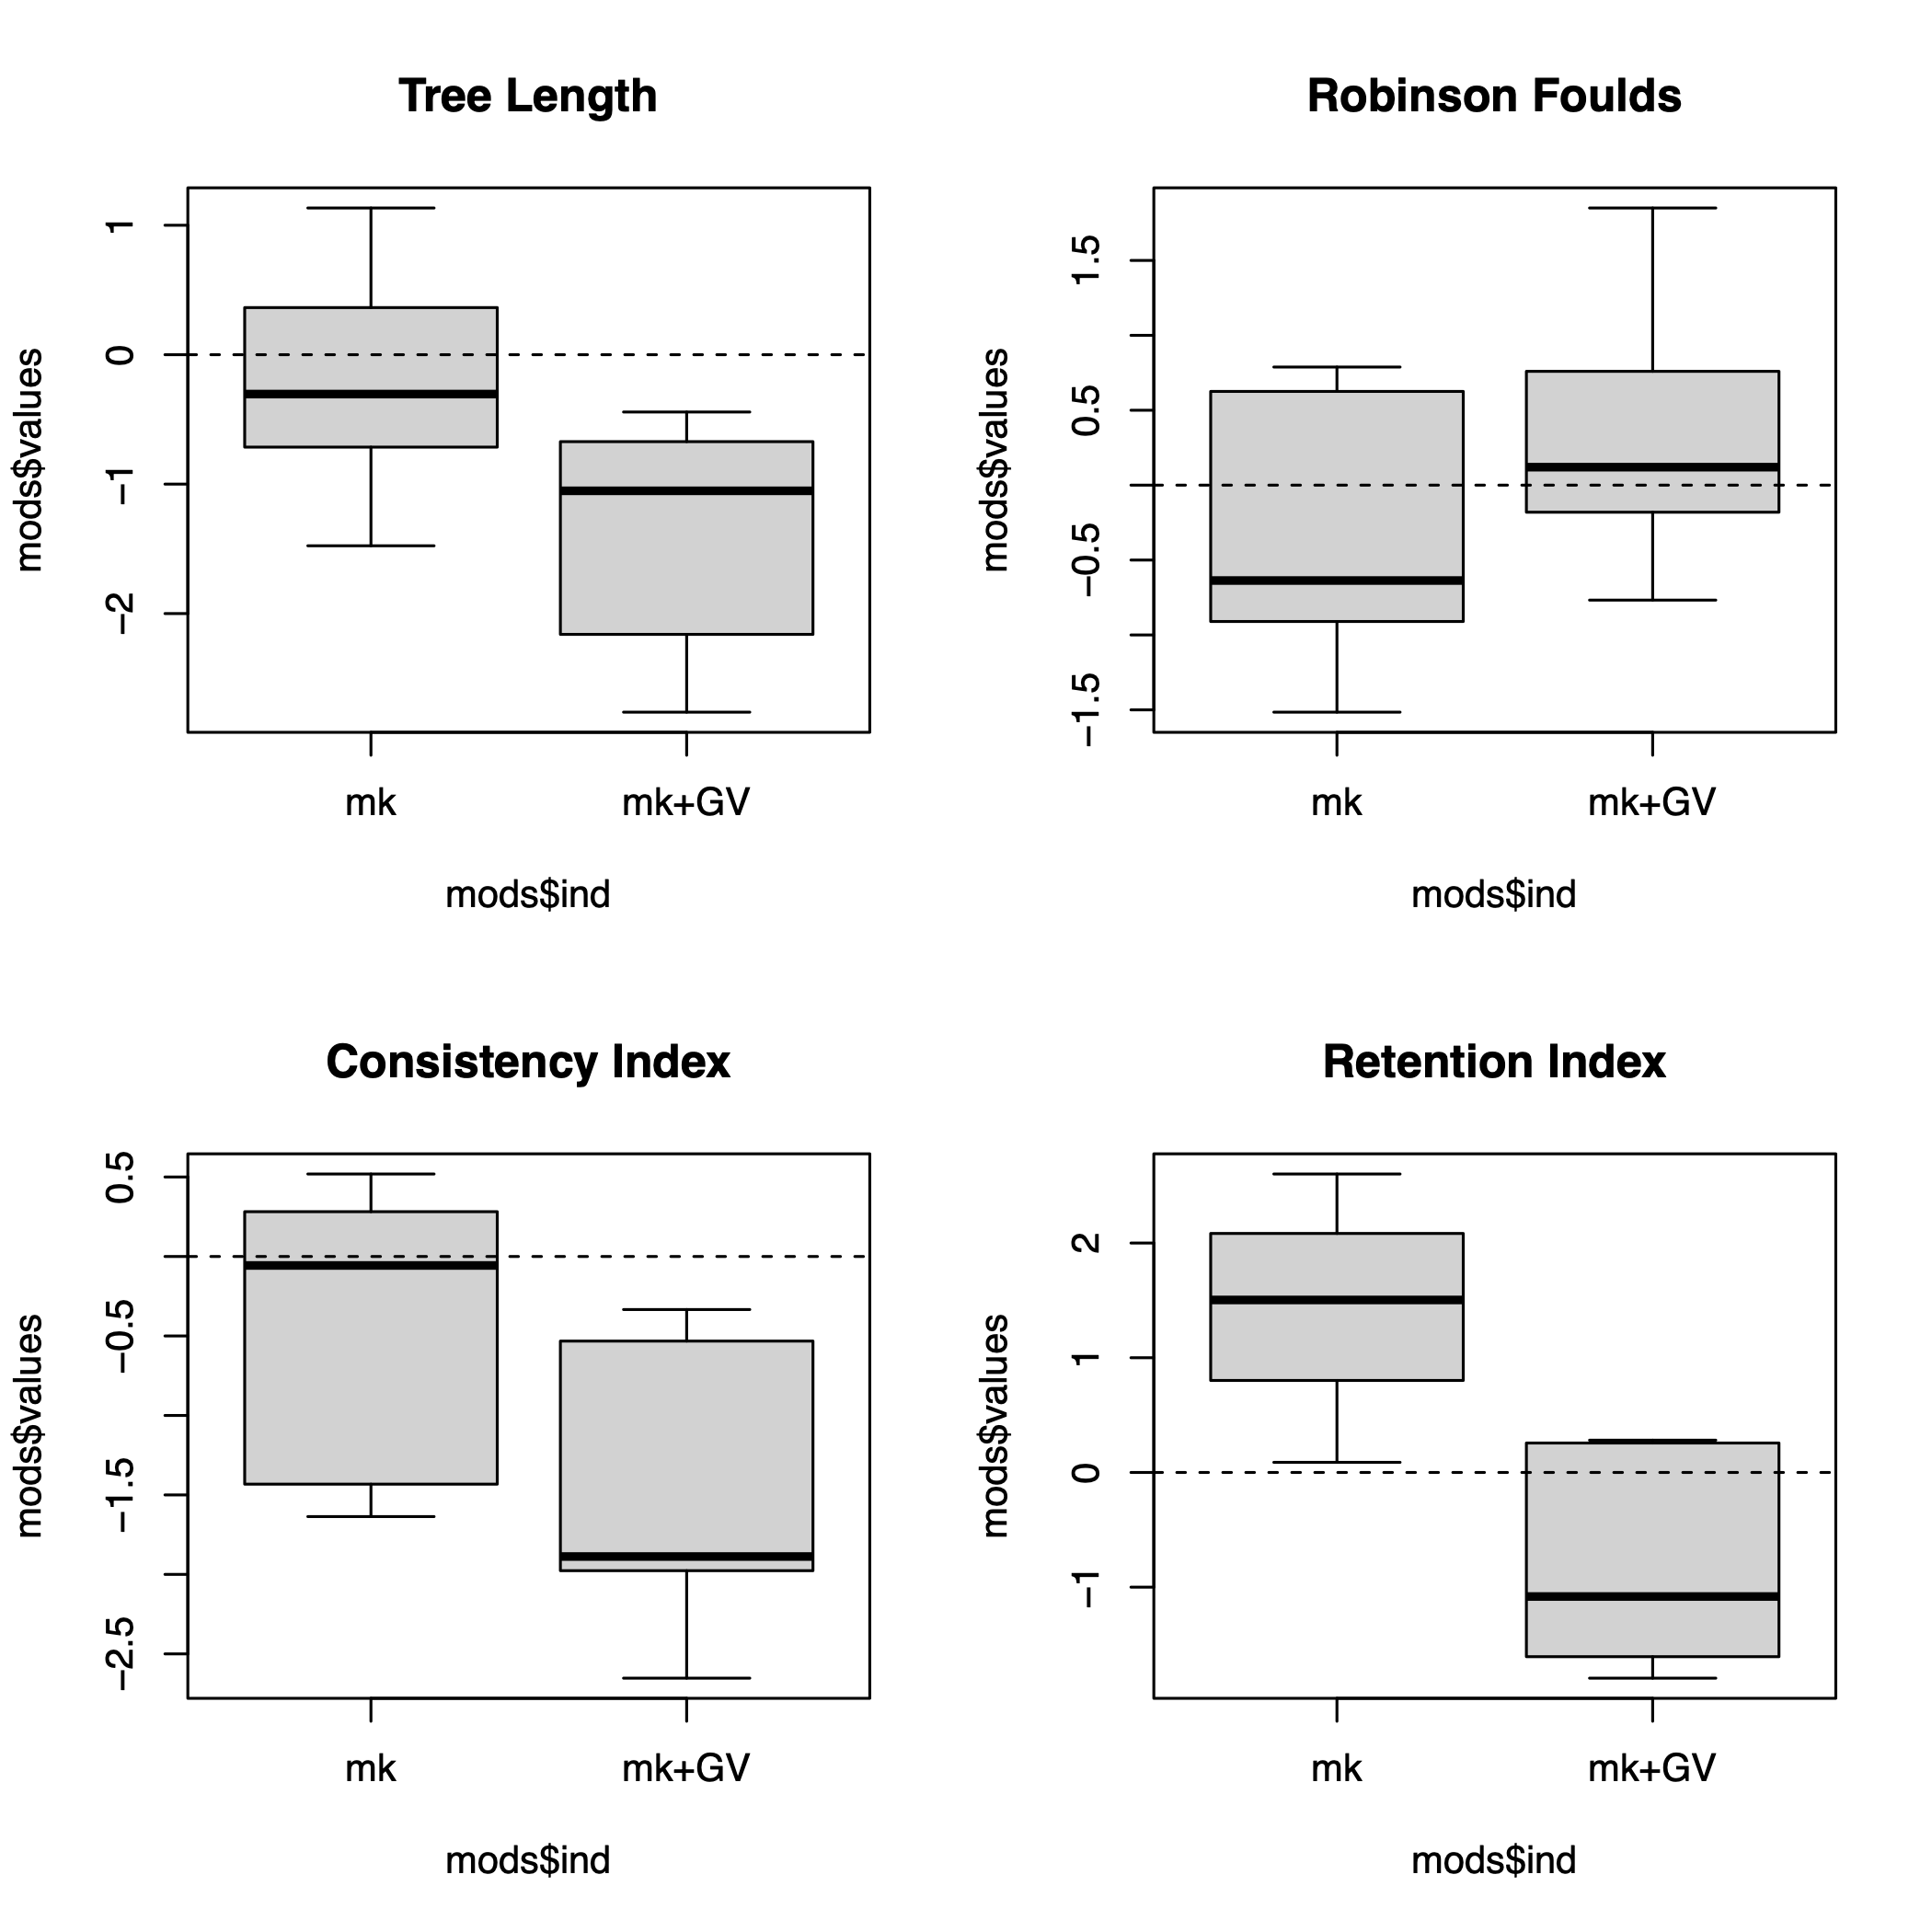 Tree Length
mods$values
1
0
−1
−2
mk mk+GV
mods$ind
Robinson Foulds
mods$values
1.5
0.5
−0.5
−1.5
mk mk+GV
mods$ind
Consistency Index
mods$values
0.5
−0.5
−1.5
−2.5
mk mk+GV
mods$ind
Retention Index
mods$values
2
1
0
−1
mk mk+GV
mods$ind